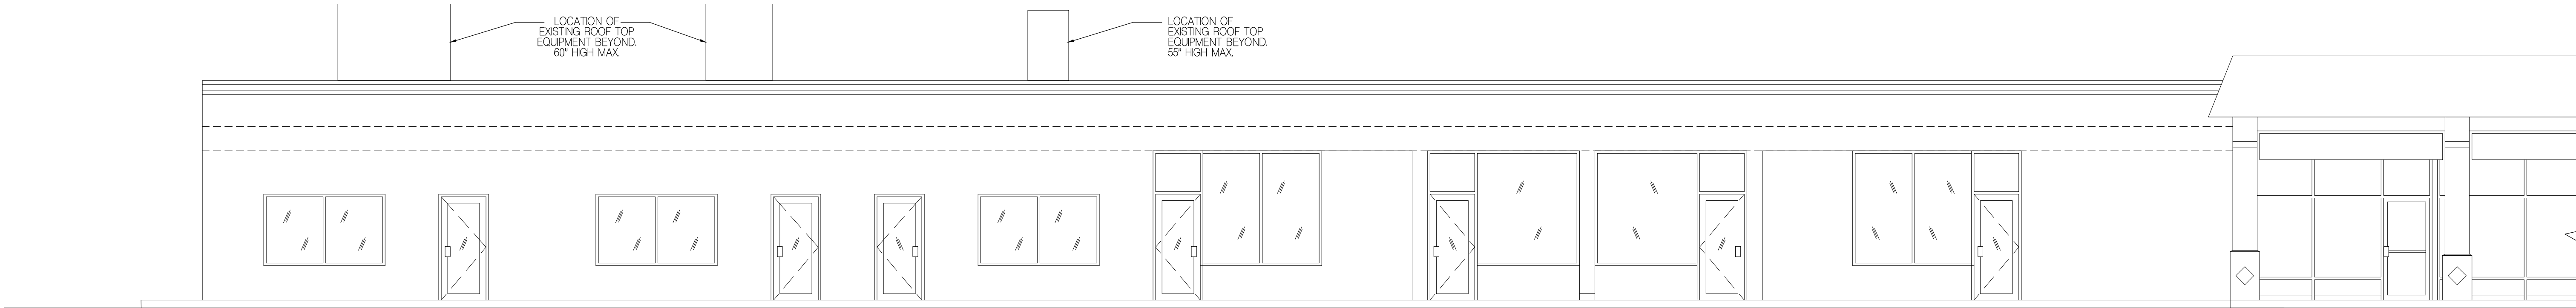 LOCATION OF
EXISTING ROOF TOP
EQUIPMENT BEYOND.
60" HIGH MAX.
LOCATION OF
EXISTING ROOF TOP
EQUIPMENT BEYOND.
55" HIGH MAX.